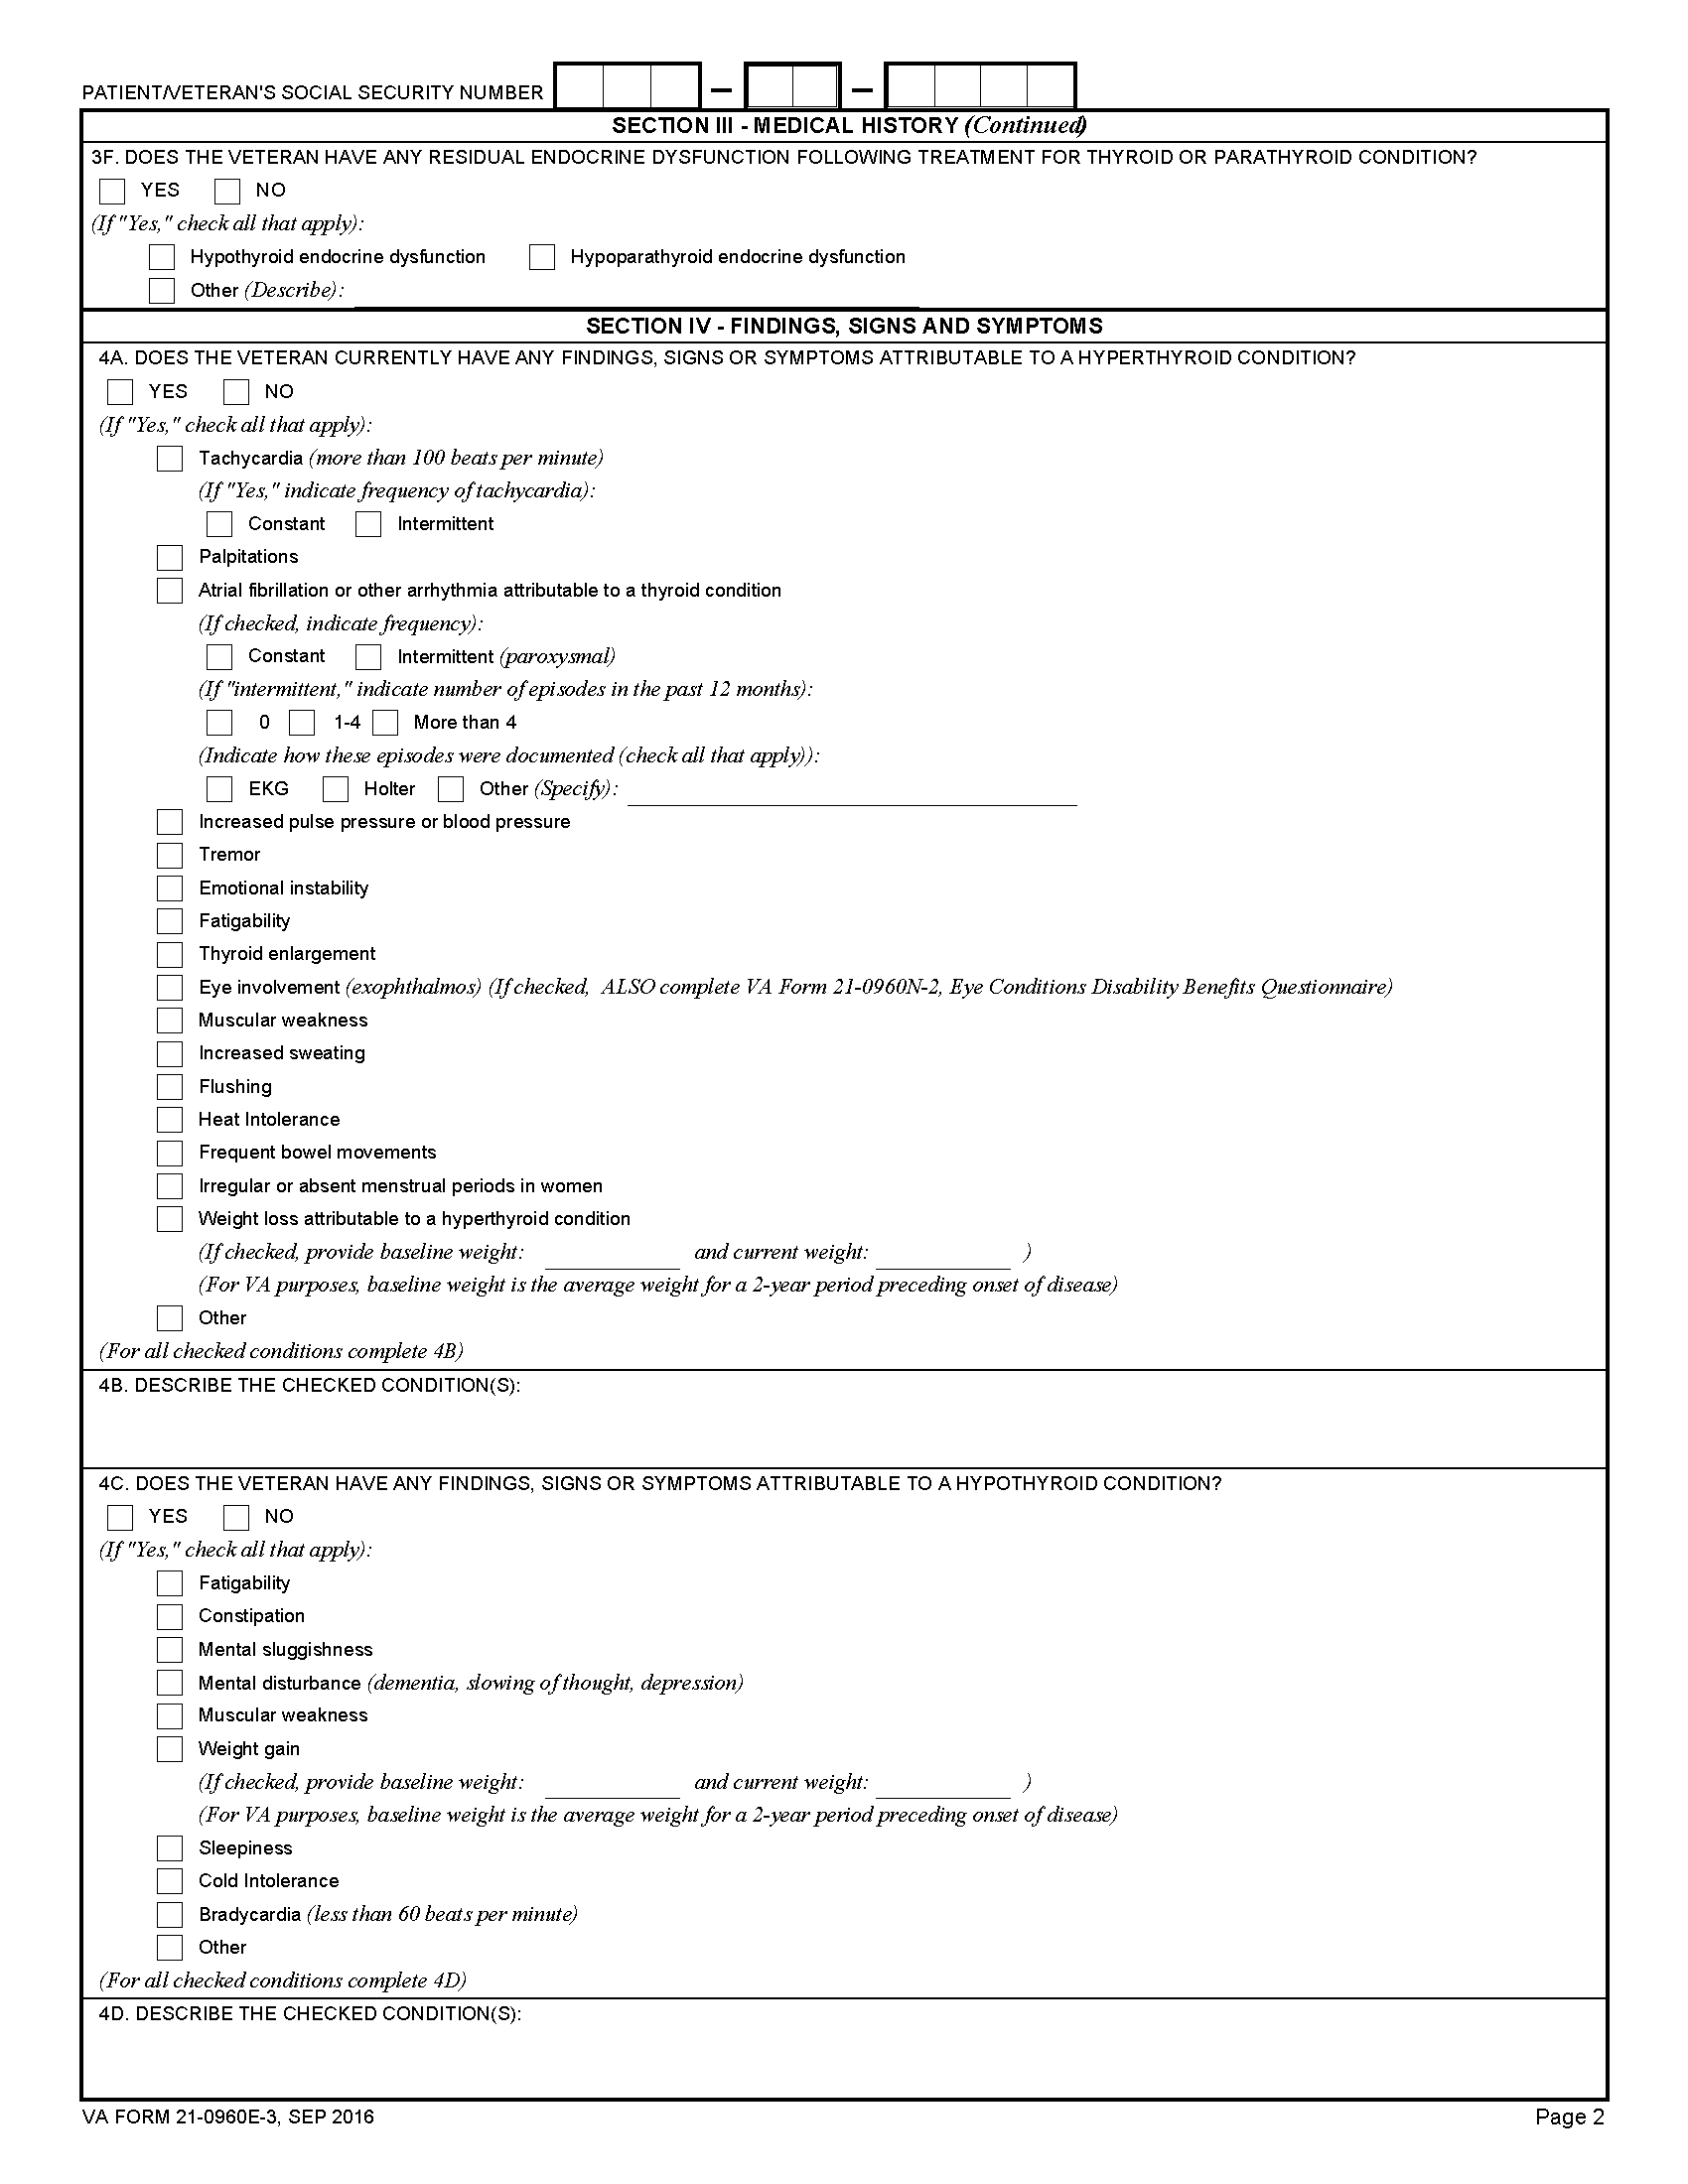 PATIENT/VETERAN'S SOCIAL SECURITY NUMBER – –
SECTION III - MEDICAL HISTORY (Continued)
3F. DOES THE VETERAN HAVE ANY RESIDUAL ENDOCRINE DYSFUNCTION FOLLOWING TREATMENT FOR THYROID OR PARATHYROID CONDITION?
YES NO
(If "Yes," check all that apply):
Hypothyroid endocrine dysfunction Hypoparathyroid endocrine dysfunction
Other (Describe):
SECTION IV - FINDINGS, SIGNS AND SYMPTOMS
4A. DOES THE VETERAN CURRENTLY HAVE ANY FINDINGS, SIGNS OR SYMPTOMS ATTRIBUTABLE TO A HYPERTHYROID CONDITION?
YES NO
(If "Yes," check all that apply):
Tachycardia (more than 100 beats per minute)
(If "Yes," indicate frequency of tachycardia):
Constant Intermittent
Palpitations
Atrial fibrillation or other arrhythmia attributable to a thyroid condition
(If checked, indicate frequency):
Constant Intermittent (paroxysmal)
(If "intermittent," indicate number of episodes in the past 12 months):
0 1-4 More than 4
(Indicate how these episodes were documented (check all that apply)):
EKG Holter Other (Specify):
Increased pulse pressure or blood pressure
Tremor
Emotional instability
Fatigability
Thyroid enlargement
Eye involvement (exophthalmos) (If checked, ALSO complete VA Form 21-0960N-2, Eye Conditions Disability Benefits Questionnaire)
Muscular weakness
Increased sweating
Flushing
Heat Intolerance
Frequent bowel movements
Irregular or absent menstrual periods in women
Weight loss attributable to a hyperthyroid condition
(If checked, provide baseline weight: and current weight: )
(For VA purposes, baseline weight is the average weight for a 2-year period preceding onset of disease)
Other
(For all checked conditions complete 4B)
4B. DESCRIBE THE CHECKED CONDITION(S):
4C. DOES THE VETERAN HAVE ANY FINDINGS, SIGNS OR SYMPTOMS ATTRIBUTABLE TO A HYPOTHYROID CONDITION?
YES NO
(If "Yes," check all that apply):
Fatigability
Constipation
Mental sluggishness
Mental disturbance (dementia, slowing of thought, depression)
Muscular weakness
Weight gain
(If checked, provide baseline weight: and current weight: )
(For VA purposes, baseline weight is the average weight for a 2-year period preceding onset of disease)
Sleepiness
Cold Intolerance
Bradycardia (less than 60 beats per minute)
Other
(For all checked conditions complete 4D)
4D. DESCRIBE THE CHECKED CONDITION(S):
VA FORM 21-0960E-3, SEP 2016 Page 2